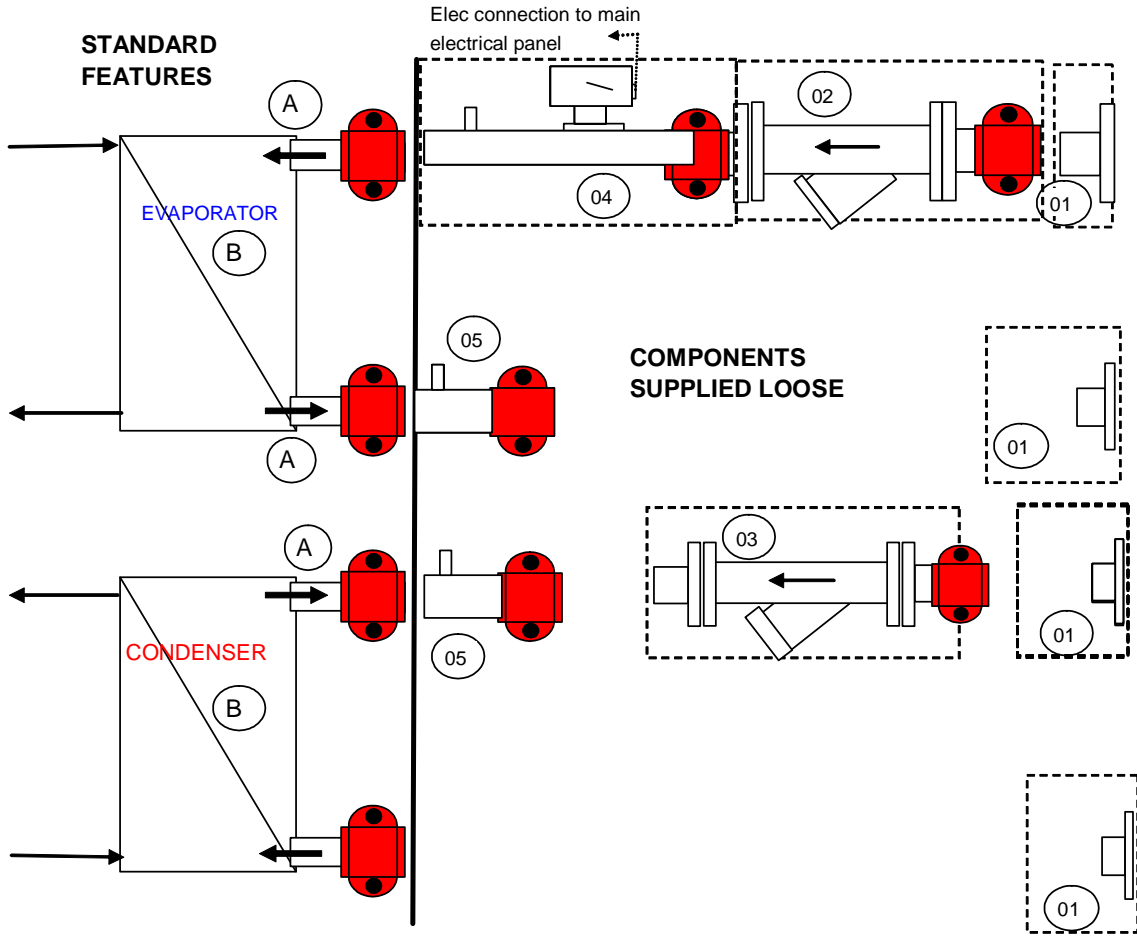 Elec connection to main
electrical panel
STANDARD
FEATURES
A
02
01
04
EVAPORATOR
B
05
COMPONENTS
SUPPLIED LOOSE
01
A
A
03
05
01
CONDENSER
B
01